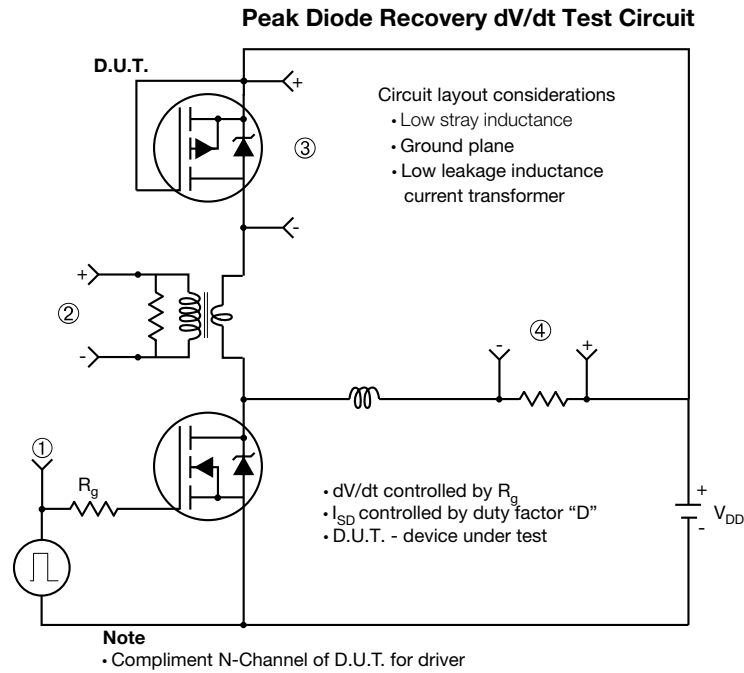 Peak Diode Recovery dV/dt Test Circuit
D.U.T.
+
Circuit layout considerations
• Low stray inductance
③
• Ground plane
• Low leakage inductance
current transformer
-
+
②
④
-
+
-
①
Rg
• dV/dt controlled by Rg
• ISD controlled by duty factor “D”
• D.U.T. - device under test
+
VDD
-
Note
• Compliment N-Channel of D.U.T. for driver